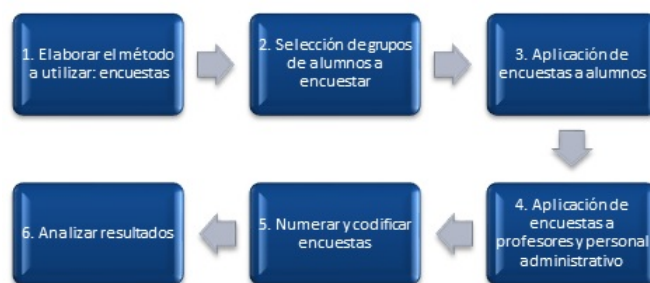 1. Elaborar el método
a utilizar: encuestas
2. Selección de grupos
de alumnos a
encuestar
3. Aplicación de
encuestas a alumnos
4. Aplicación de
encuestas a
profesores y personal
administrativo
5. Numerar y codificar
encuestas
6. Analizar resultados